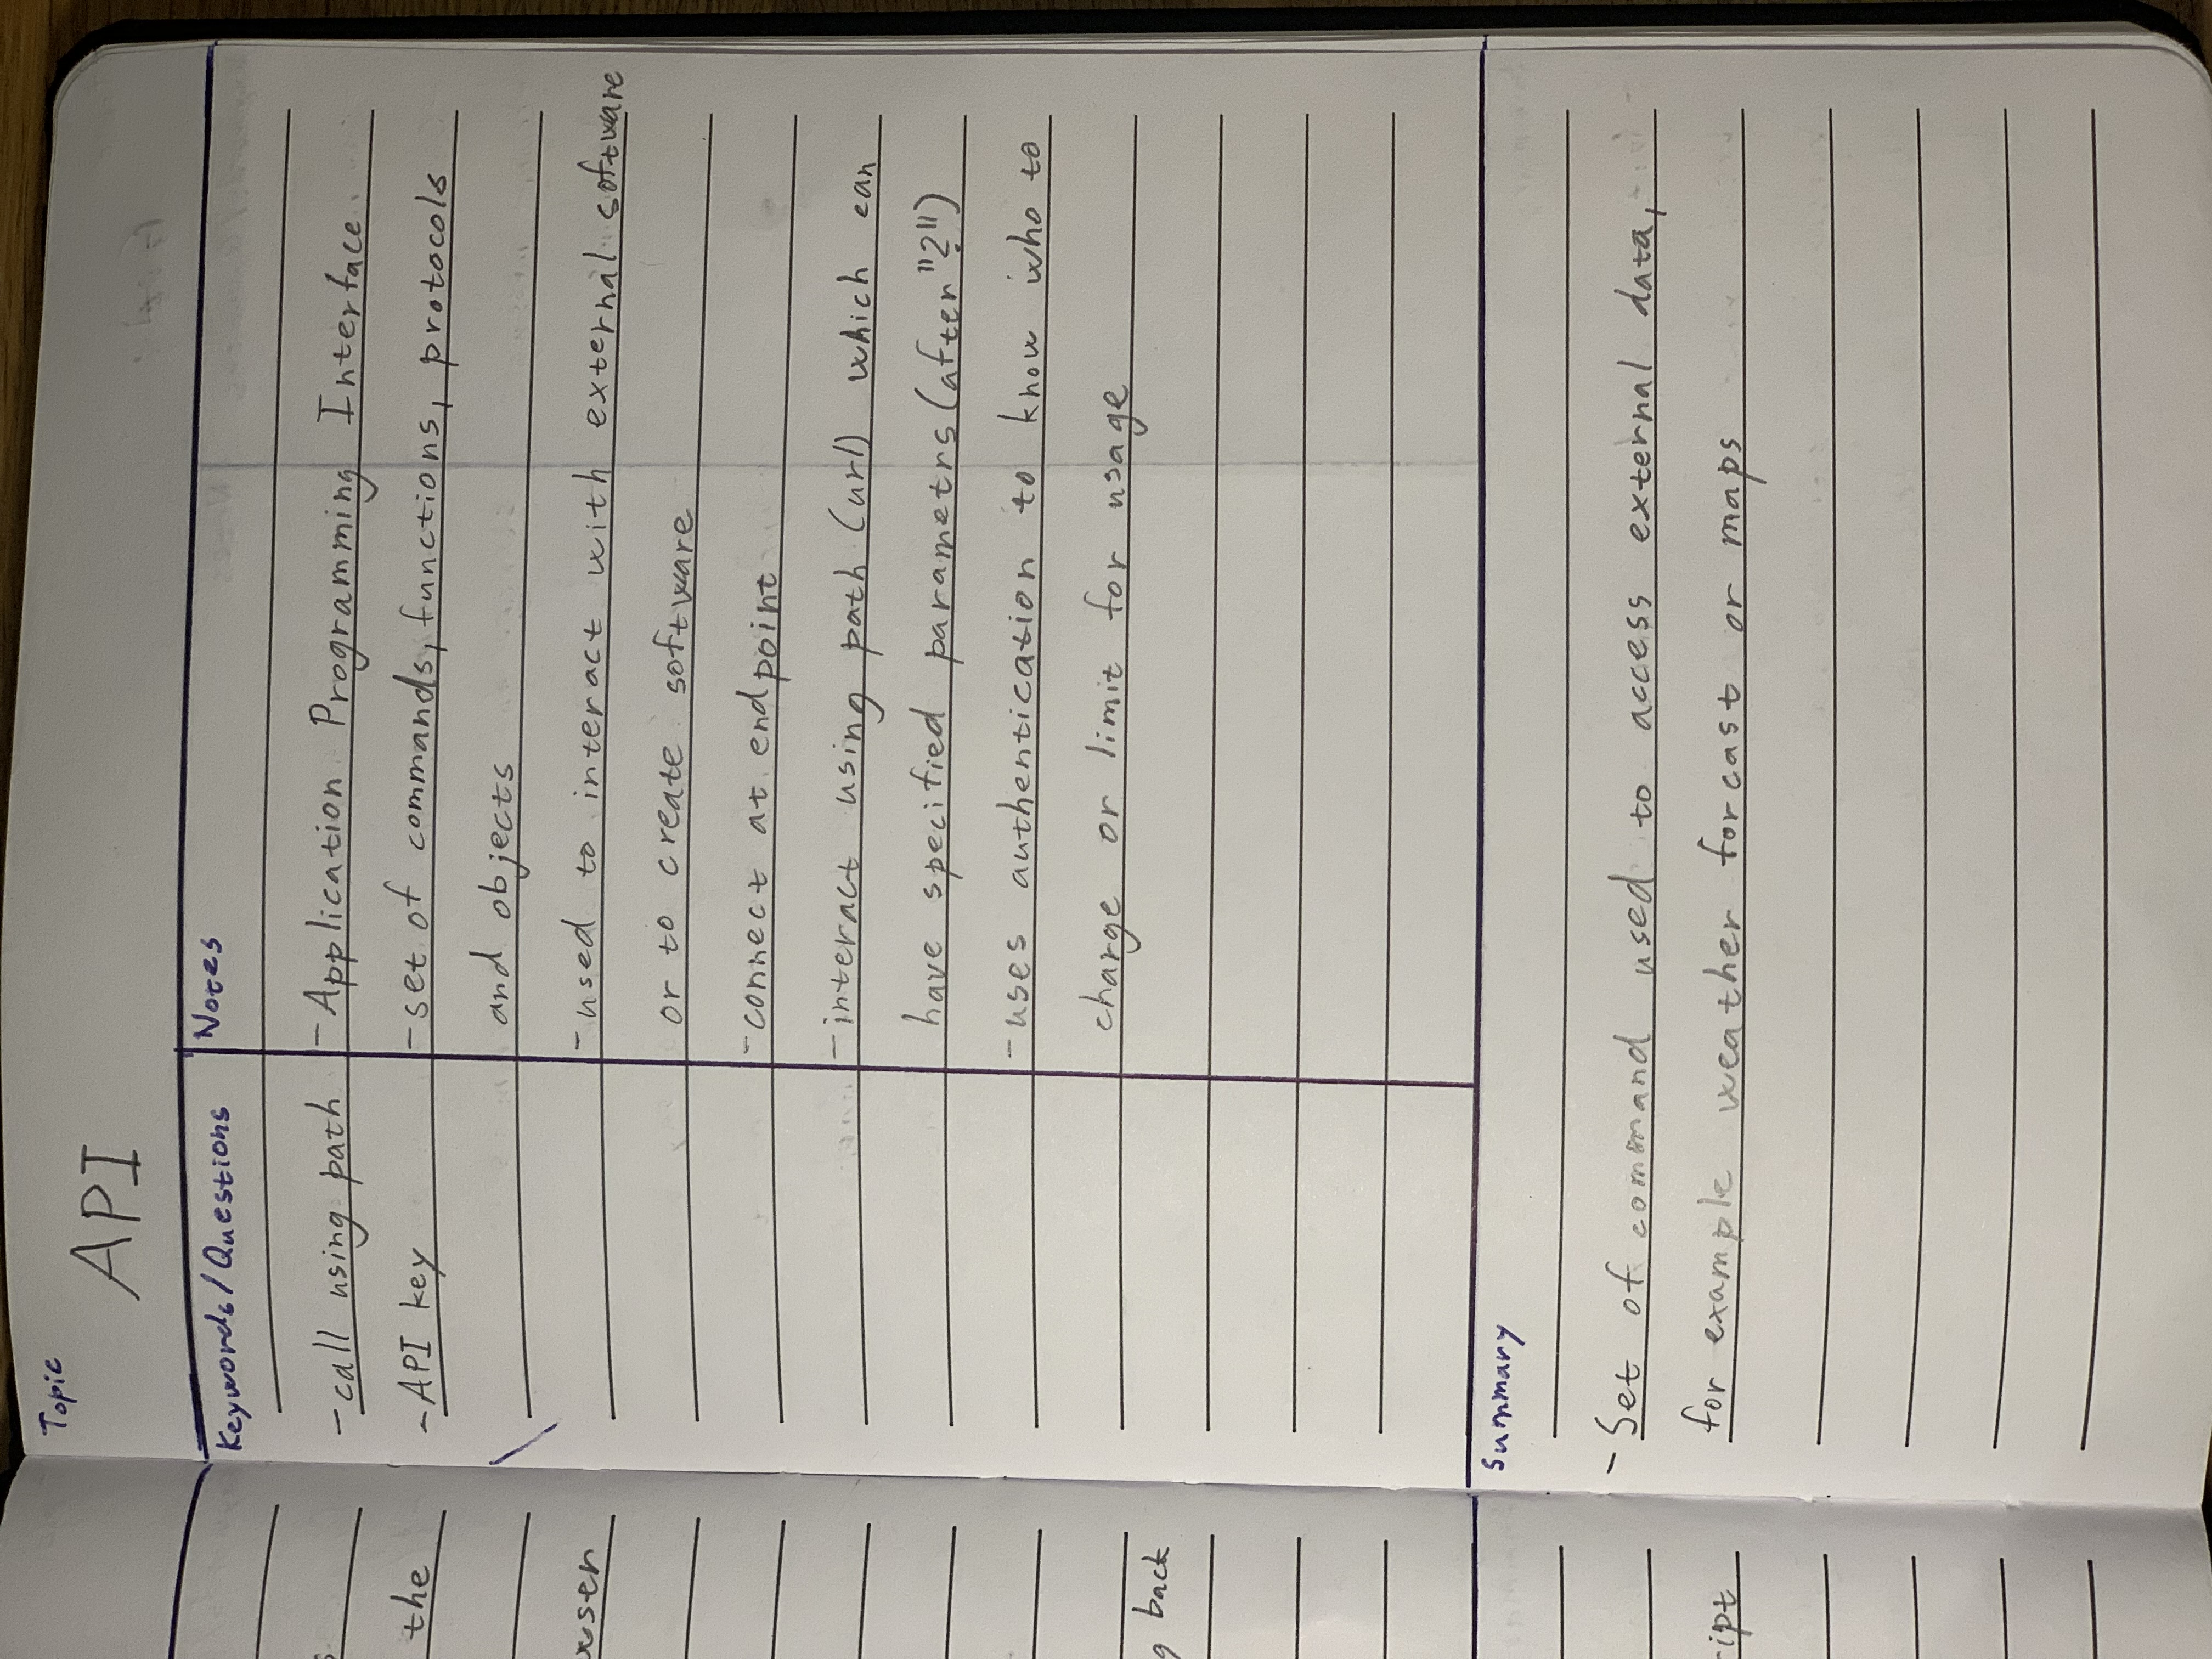 Topic
API
Keywords/Questions
Notes
- call using path
- API key
- Application Programming Interface
- set of commands, functions, protocols
and objects
- used to interact with external software
or to create software
- connect at endpoint
- interact using path (url) which can
have specified parametrs (after "?")
- uses authentication to know who to
charge or limit for usage
Summary
- Set of command used to access external data,
for example weather forcast or maps
the
back